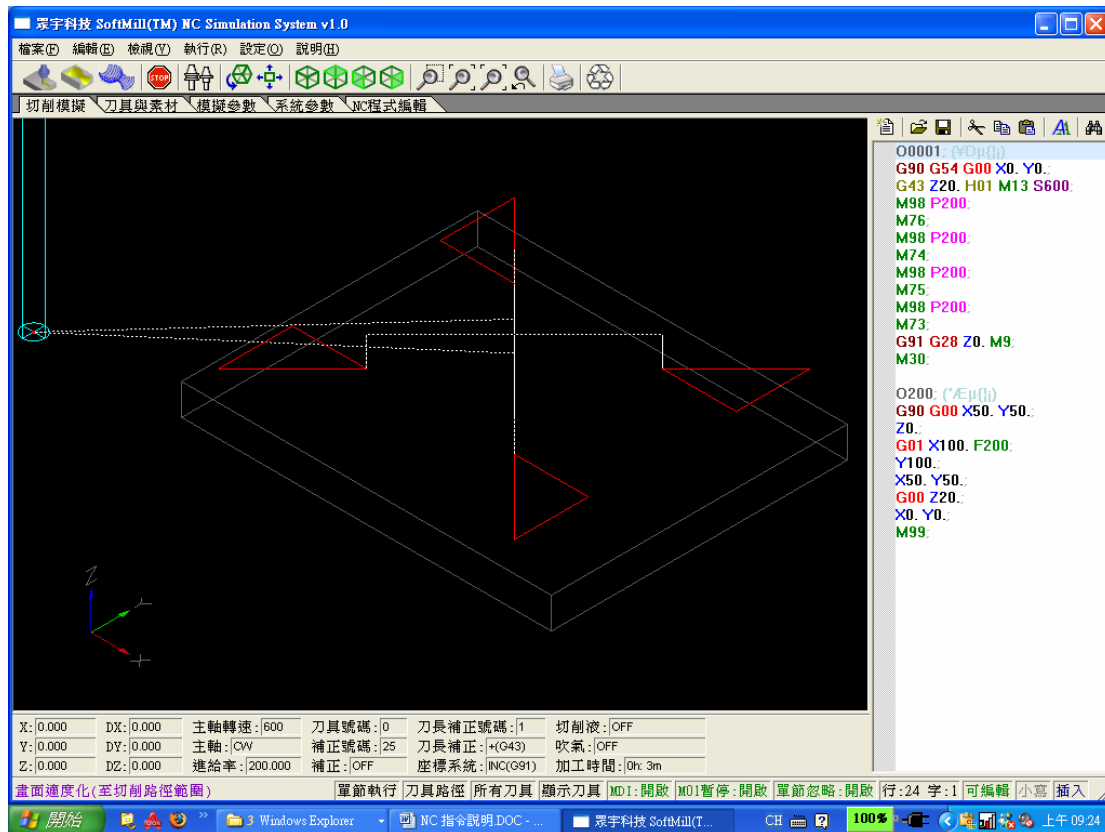 眾宇科技 SoftMill(TM) NC Simulation System v1.0
檔案(F) 編輯(E) 檢視(V) 執行(R) 設定(O) 說明(H)
STOP
切削模擬 刀具與素材 模擬參數 系統參數 NC程式編輯
O0001; (¥Dµ{¦¡)
G90 G54 G00 X0. Y0.;
G43 Z20. H01 M13 S600;
M98 P200;
M76;
M98 P200;
M74;
M98 P200;
M75;
M98 P200;
M73;
G91 G28 Z0. M9;
M30;
O200; (°Æµ{¦¡)
G90 G00 X50. Y50.;
Z0.;
G01 X100. F200;
Y100.;
X50. Y50.;
G00 Z20.;
X0. Y0.;
M99;
Z
Y
X
X: 0.000 DX: 0.000 主軸轉速: 600 刀具號碼: 0 刀長補正號碼: 1 切削液: OFF
Y: 0.000 DY: 0.000 主軸: CW 補正號碼: 25 刀長補正: +(G43) 吹氣: OFF
Z: 0.000 DZ: 0.000 進給率: 200.000 補正: OFF 座標系統: INC(G91) 加工時間: 0h: 3m
畫面適度化(至切削路徑範圍) 單節執行 刀具路徑 所有刀具 顯示刀具 MDI:開啟 M01暫停:開啟 單節忽略:開啟 行:24 字:1 可編輯 小寫 插入
開始 » 3 Windows Explorer NC 指令說明.DOC - ... 眾宇科技 SoftMill(T... CH 100% 上午 09:24